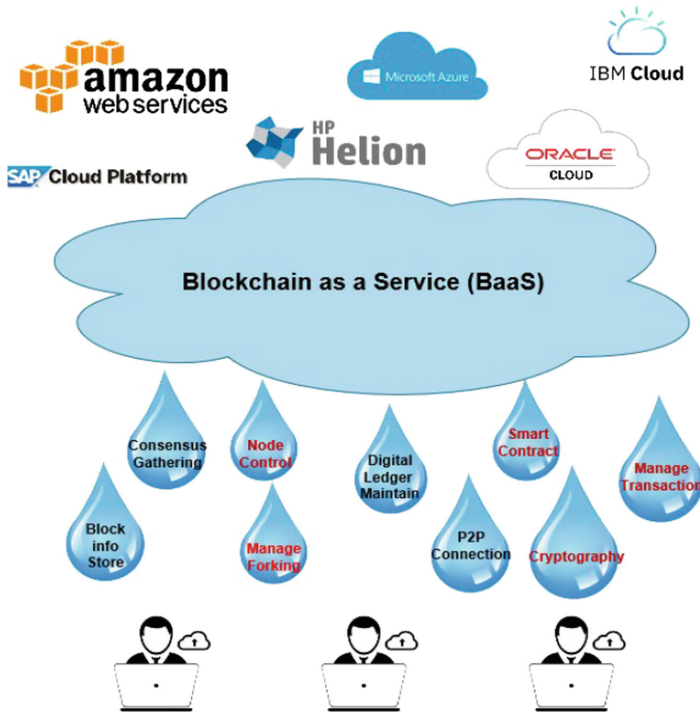 amazon
web services
Microsoft Azure
IBM Cloud
HP
Helion
ORACLE
CLOUD
SAP Cloud Platform
Blockchain as a Service (BaaS)
Consensus
Gathering
Node
Control
Digital
Ledger
Maintain
Smart
Contract
Manage
Transaction
Block
info
Store
Manage
Forking
P2P
Connection
Cryptography